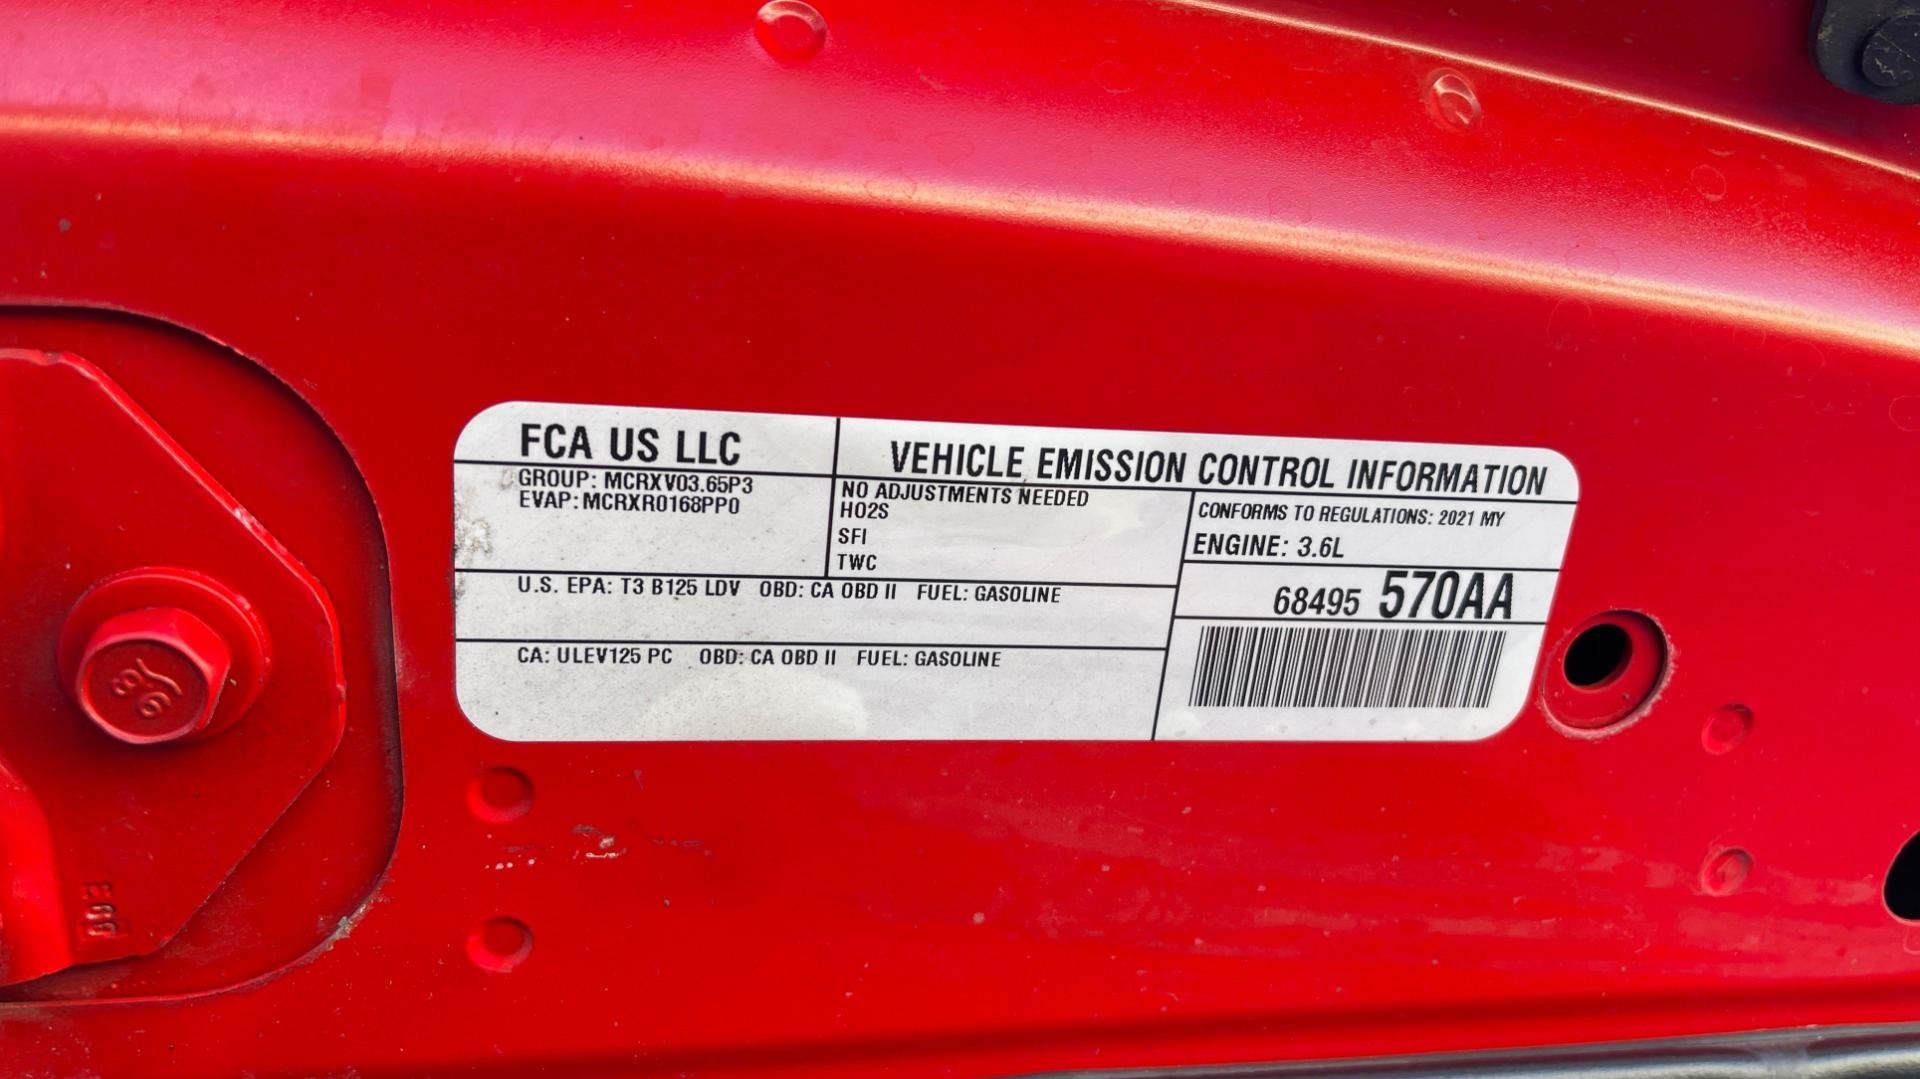 FCA US LLC
VEHICLE EMISSION CONTROL INFORMATION
GROUP: MCRXV03.65P3
EVAP: MCRXR0168PP0
NO ADJUSTMENTS NEEDED
HO2S
SFI
TWC
CONFORMS TO REGULATIONS: 2021 MY
ENGINE: 3.6L
68495 570AA
U.S. EPA: T3 B125 LDV OBD: CA OBD II FUEL: GASOLINE
CA: ULEV125 PC OBD: CA OBD II FUEL: GASOLINE